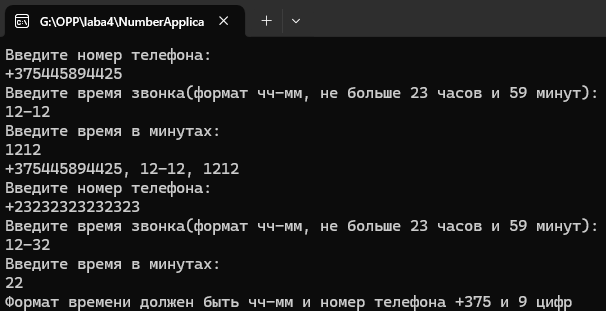 G:\OPP\laba4\NumberApplica
Введите номер телефона:
+375445894425
Введите время звонка(формат чч-мм, не больше 23 часов и 59 минут):
12-12
Введите время в минутах:
1212
+375445894425, 12-12, 1212
Введите номер телефона:
+23232323232323
Введите время звонка(формат чч-мм, не больше 23 часов и 59 минут):
12-32
Введите время в минутах:
22
Формат времени должен быть чч-мм и номер телефона +375 и 9 цифр